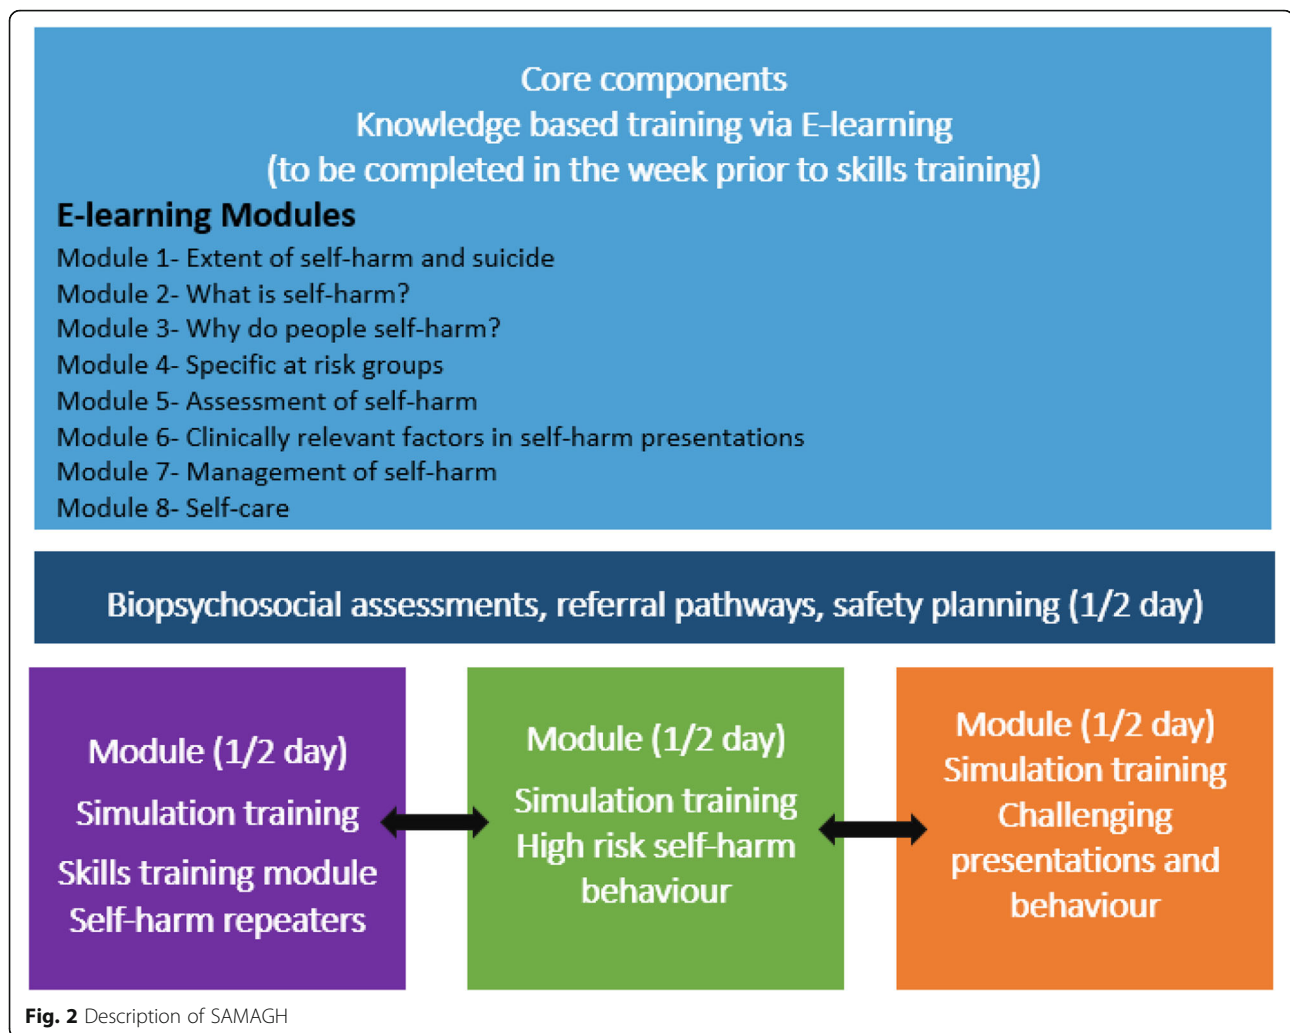 Core components
Knowledge based training via E-learning
(to be completed in the week prior to skills training)
E-learning Modules
Module 1- Extent of self-harm and suicide
Module 2- What is self-harm?
Module 3- Why do people self-harm?
Module 4- Specific at risk groups
Module 5- Assessment of self-harm
Module 6- Clinically relevant factors in self-harm presentations
Module 7- Management of self-harm
Module 8- Self-care
Biopsychosocial assessments, referral pathways, safety planning (1/2 day)
Module (1/2 day)
Simulation training
Skills training module
Self-harm repeaters
Module (1/2 day)
Simulation training
High risk self-harm
behaviour
Module (1/2 day)
Simulation training
Challenging
presentations and
behaviour
Fig. 2 Description of SAMAGH